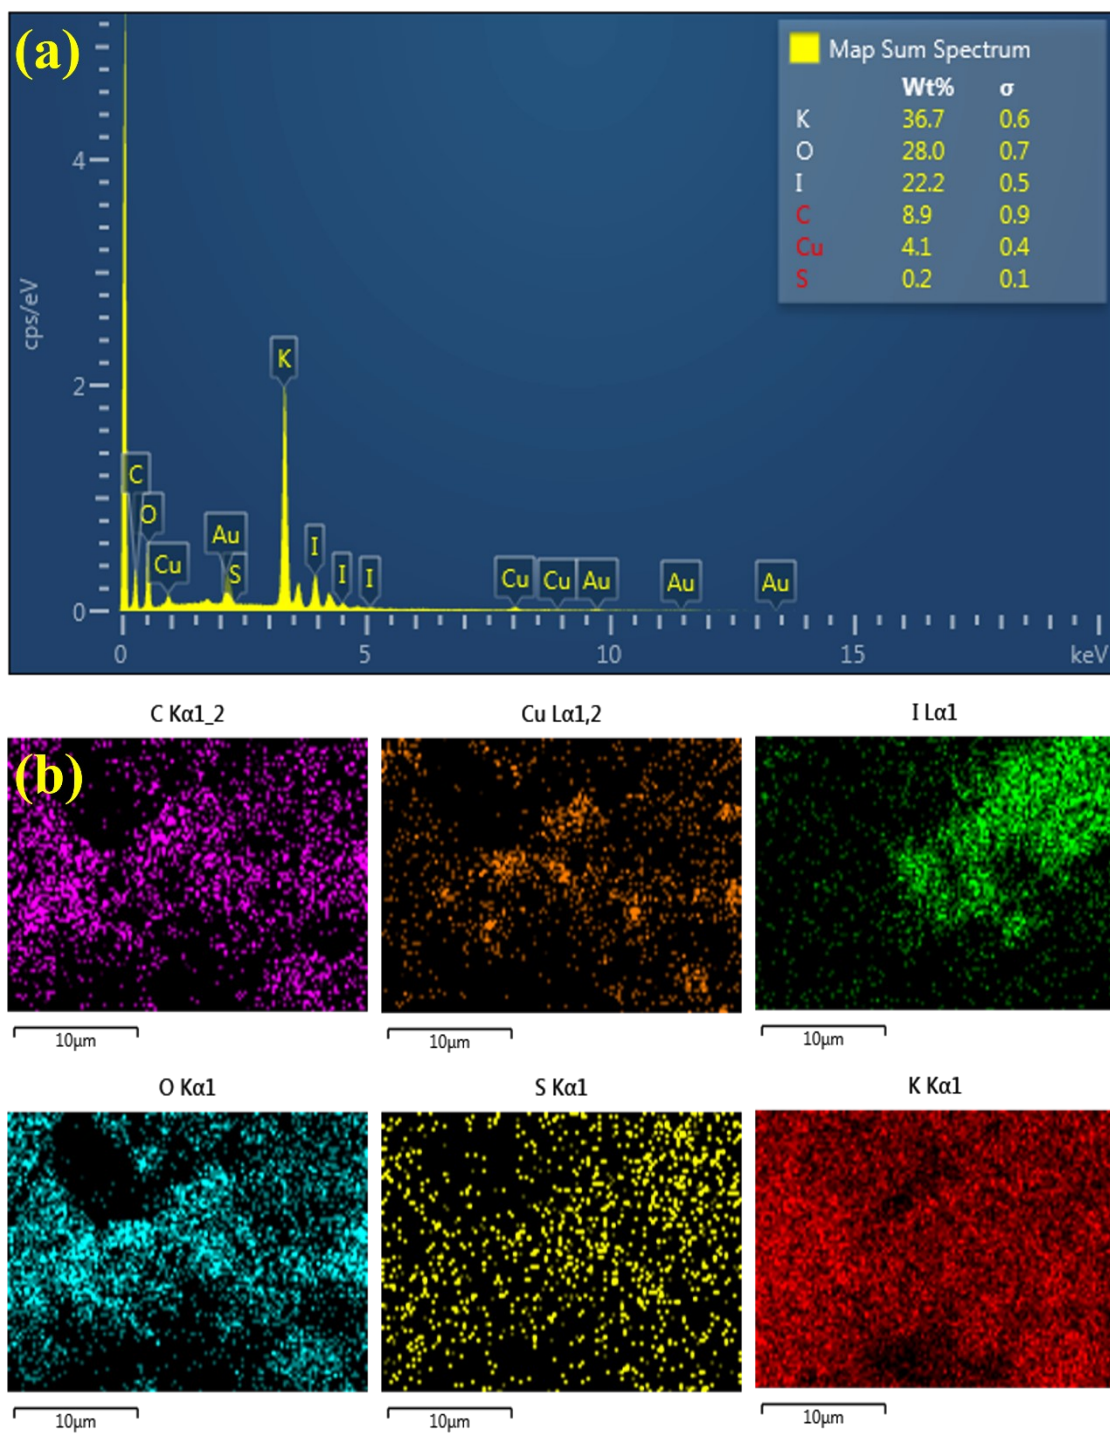 (a)
Map Sum Spectrum
Wt% σ
K 36.7 0.6
O 28.0 0.7
I 22.2 0.5
C 8.9 0.9
Cu 4.1 0.4
S 0.2 0.1
cps/eV
4
2
0
C
O
Cu
Au
S
K
I
I
I
Cu
Cu
Au
Au
Au
0 5 10 15 keV
(b)
C Kα1_2
Cu Lα1,2
I Lα1
10μm
10μm
10μm
O Kα1
S Kα1
K Kα1
10μm
10μm
10μm